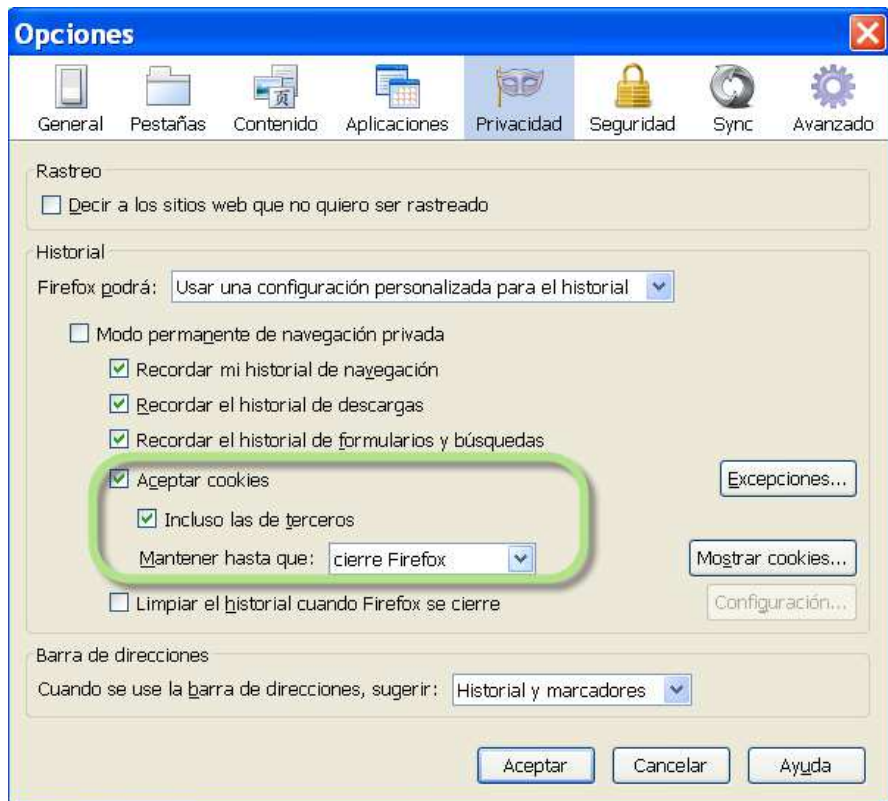 Opciones
General Pestañas Contenido Aplicaciones Privacidad Seguridad Sync Avanzado
Rastreo
Decir a los sitios web que no quiero ser rastreado
Historial
Firefox podrá: Usar una configuración personalizada para el historial
Modo permanente de navegación privada
Recordar mi historial de navegación
Recordar el historial de descargas
Recordar el historial de formularios y búsquedas
Aceptar cookies Excepciones...
Incluso las de terceros
Mantener hasta que: cierre Firefox Mostrar cookies...
Limpiar el historial cuando Firefox se cierre Configuración...
Barra de direcciones
Cuando se use la barra de direcciones, sugerir: Historial y marcadores
Aceptar Cancelar Ayuda